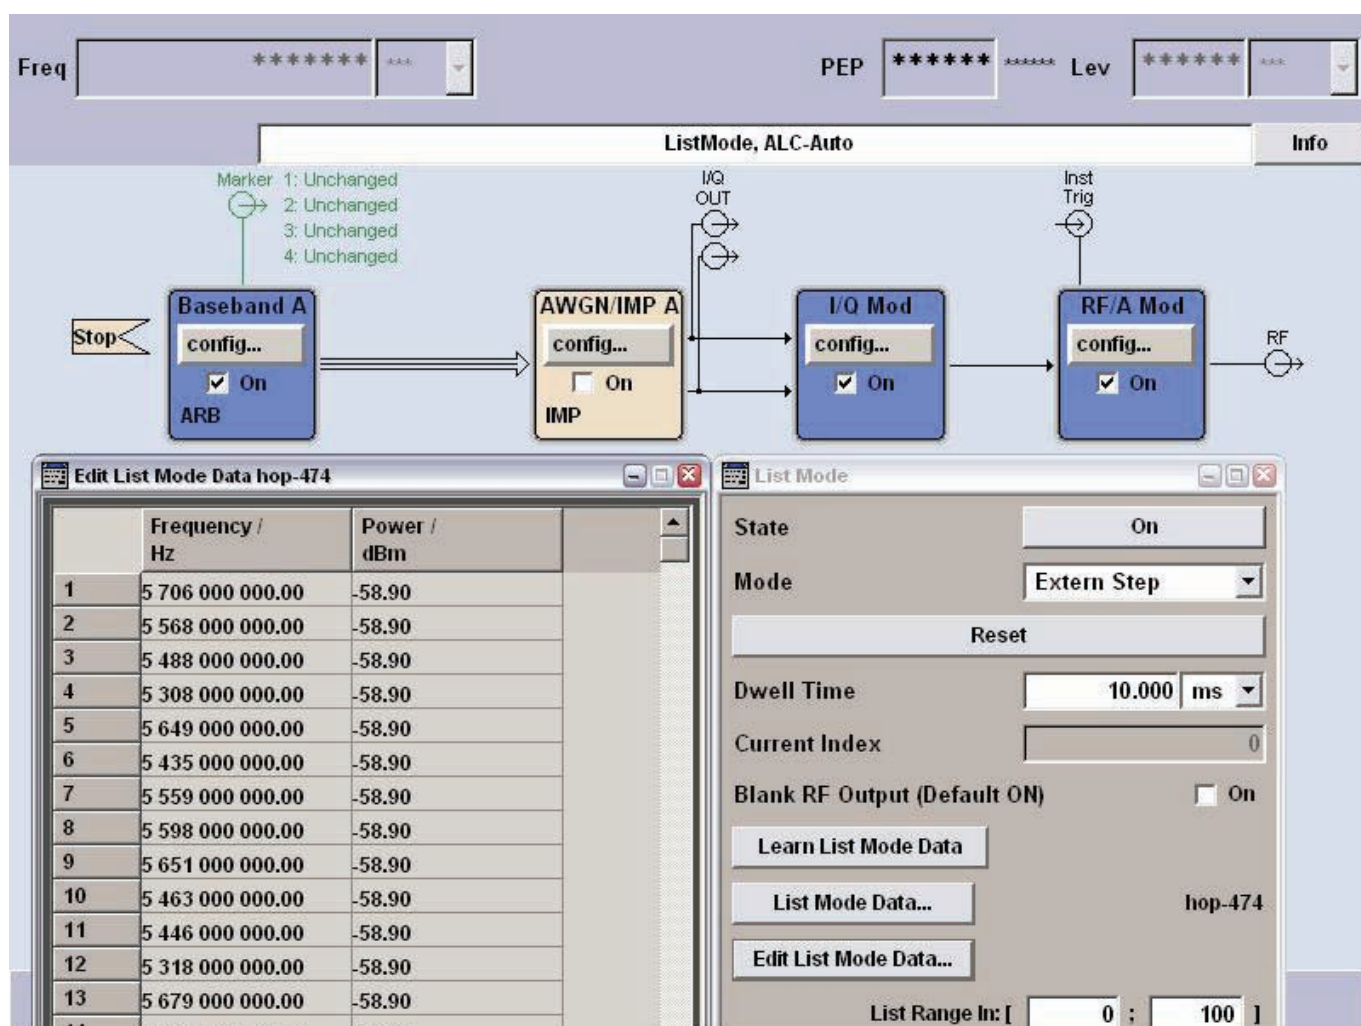 Freq ******* *** PEP ****** ****** Lev ****** ***
ListMode, ALC-Auto Info
Marker 1: Unchanged
2: Unchanged
3: Unchanged
4: Unchanged
I/Q
OUT
Inst
Trig
Stop
Baseband A
config...
On
ARB
AWGN/IMP A
config...
On
IMP
I/Q Mod
config...
On
RF/A Mod
config...
On
RF
Edit List Mode Data hop-474
Frequency / Hz Power / dBm
1 5 706 000 000.00 -58.90
2 5 568 000 000.00 -58.90
3 5 488 000 000.00 -58.90
4 5 308 000 000.00 -58.90
5 5 649 000 000.00 -58.90
6 5 435 000 000.00 -58.90
7 5 559 000 000.00 -58.90
8 5 598 000 000.00 -58.90
9 5 651 000 000.00 -58.90
10 5 463 000 000.00 -58.90
11 5 446 000 000.00 -58.90
12 5 318 000 000.00 -58.90
13 5 679 000 000.00 -58.90
List Mode
State On
Mode Extern Step
Reset
Dwell Time 10.000 ms
Current Index 0
Blank RF Output (Default ON) On
Learn List Mode Data
List Mode Data... hop-474
Edit List Mode Data...
List Range In: [ 0 : 100 ]